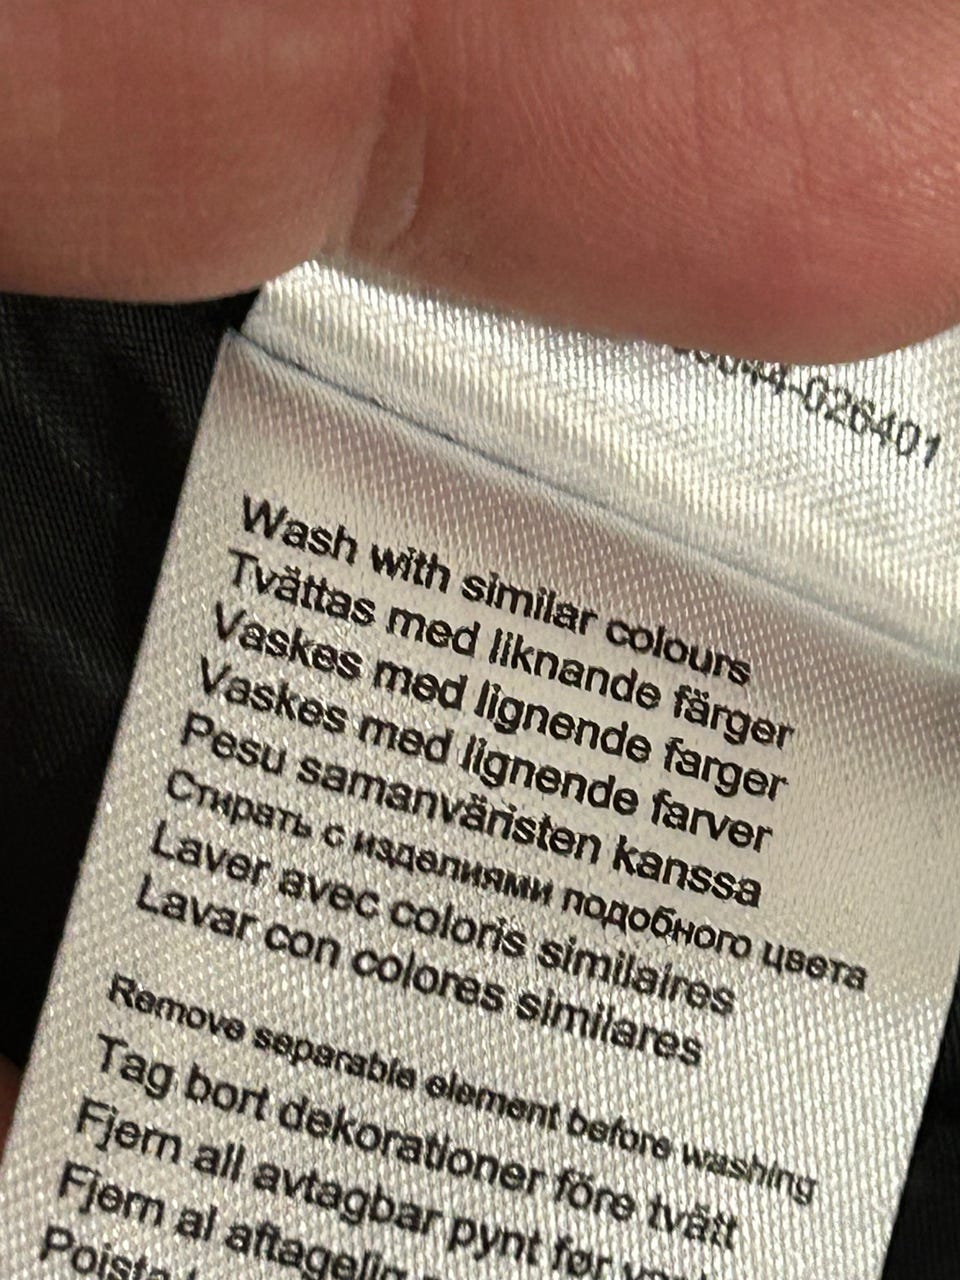 044-026401
Wash with similar colours
Tvättas med liknande färger
Vaskes med lignende farger
Vaskes med lignende farver
Pesu samanväristen kanssa
Стирать с изделиями подобного цвета
Laver avec coloris similaires
Lavar con colores similares
Remove separable element before washing
Tag bort dekorationer före tvätt
Fjern all avtagbar pynt før
Fjern al aftagelig
Poista